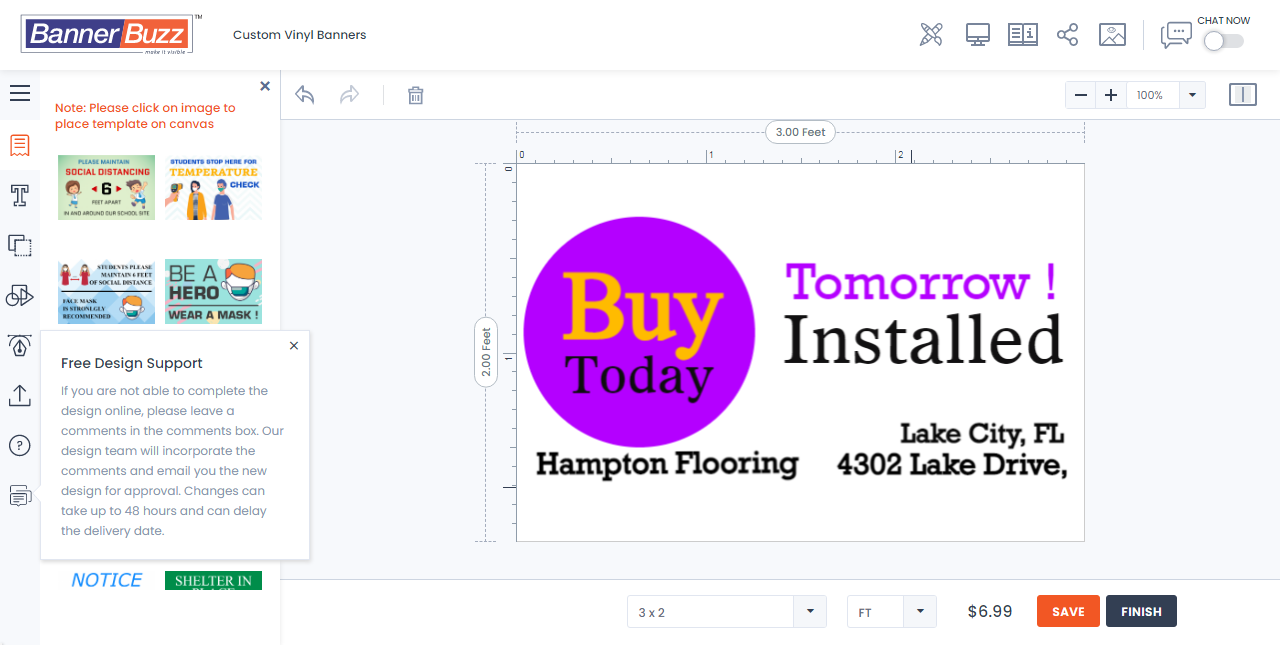 BannerBuzz™
make it visible
Custom Vinyl Banners
CHAT NOW
Note: Please click on image to
place template on canvas
PLEASE MAINTAIN
SOCIAL DISTANCING
6
FEET APART
IN AND AROUND OUR SCHOOL SITE
STUDENTS STOP HERE FOR
TEMPERATURE
CHECK
STUDENTS PLEASE
MAINTAIN 6 FEET
OF SOCIAL DISTANCE
FACE MASK
IS STRONGLEY
RECOMMENDED
BE A
HERO
WEAR A MASK !
Free Design Support
If you are not able to complete the
design online, please leave a
comments in the comments box. Our
design team will incorporate the
comments and email you the new
design for approval. Changes can
take up to 48 hours and can delay
the delivery date.
NOTICE
SHELTER IN
PLACE
100%
3.00 Feet
0
1
2
0
1
2.00 Feet
Buy
Today
Tomorrow !
Installed
Hampton Flooring
Lake City, FL
4302 Lake Drive,
3 x 2
FT
$6.99
SAVE
FINISH